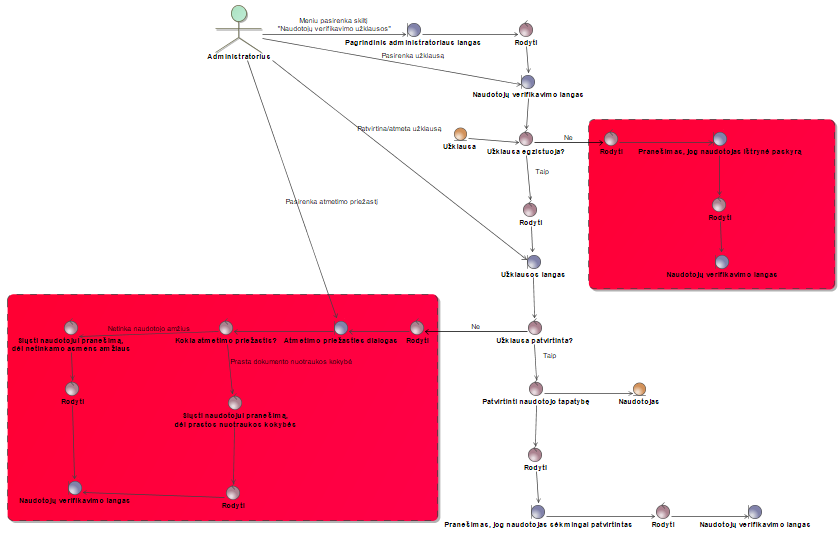 Meniu pasirenka skiltį
"Naudotojų verifikavimo užklausos"
Administratorius
Pagrindinis administratoriaus langas
Rodyti
Pasirenka užklausą
Naudotojų verifikavimo langas
Patvirtina/atmeta užklausą
Užklausa
Užklausa egzistuoja?
Ne
Rodyti
Pranešimas, jog naudotojas ištrynė paskyrą
Taip
Pasirenka atmetimo priežastį
Rodyti
Rodyti
Užklausos langas
Naudotojų verifikavimo langas
Netinka naudotojo amžius
Ne
Siųsti naudotojui pranešimą,
dėl netinkamo asmens amžiaus
Kokia atmetimo priežastis?
Atmetimo priežasties dialogas
Rodyti
Užklausa patvirtinta?
Taip
Prasta dokumento nuotraukos kokybė
Rodyti
Patvirtinti naudotojo tapatybę
Naudotojas
Siųsti naudotojui pranešimą,
dėl prastos nuotraukos kokybės
Rodyti
Naudotojų verifikavimo langas
Rodyti
Pranešimas, jog naudotojas sėkmingai patvirtintas
Rodyti
Naudotojų verifikavimo langas